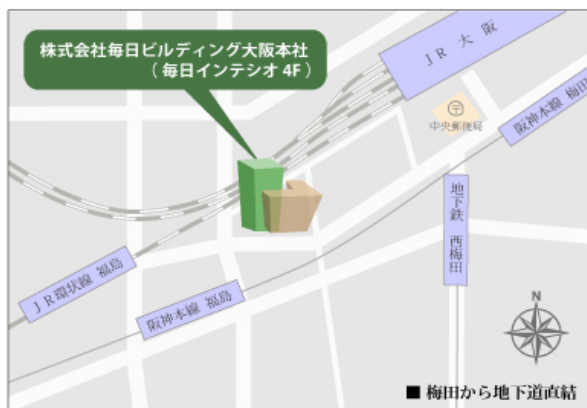 株式会社毎日ビルディング大阪本社
（ 毎日インテシオ 4F ）
JR 大 阪
〒
中央郵便局
阪神本線 梅田
地下鉄 西梅田
JR環状線 福島
阪神本線 福島
N
■ 梅田から地下道直結